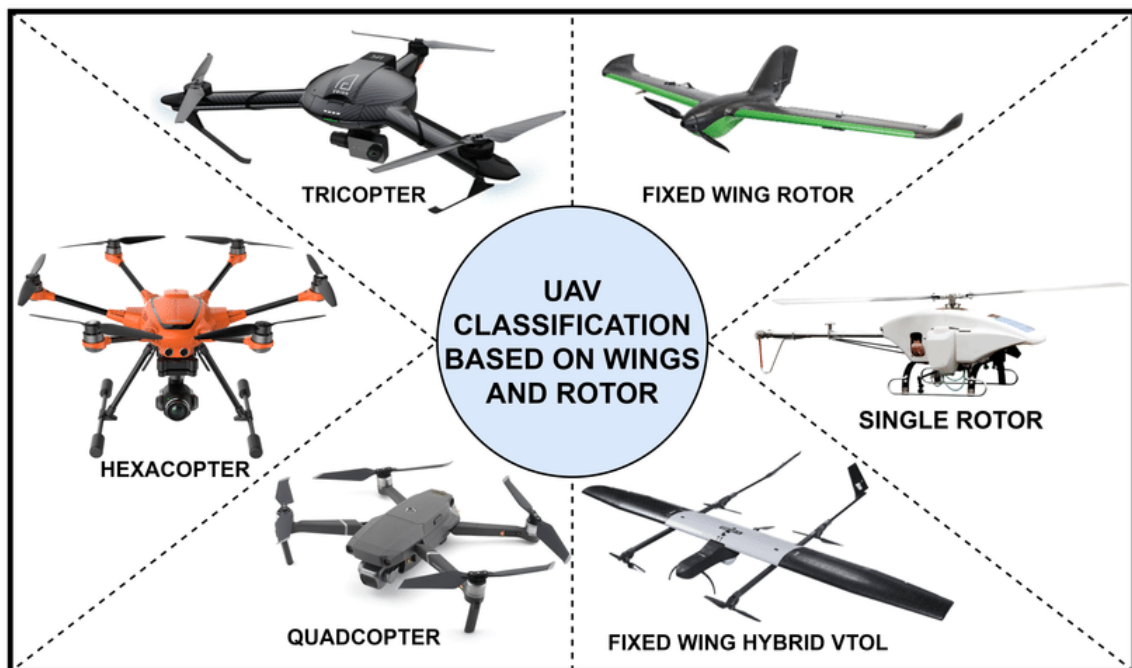 TRICOPTER
FIXED WING ROTOR
UAV
CLASSIFICATION
BASED ON WINGS
AND ROTOR
HEXACOPTER
SINGLE ROTOR
QUADCOPTER
FIXED WING HYBRID VTOL